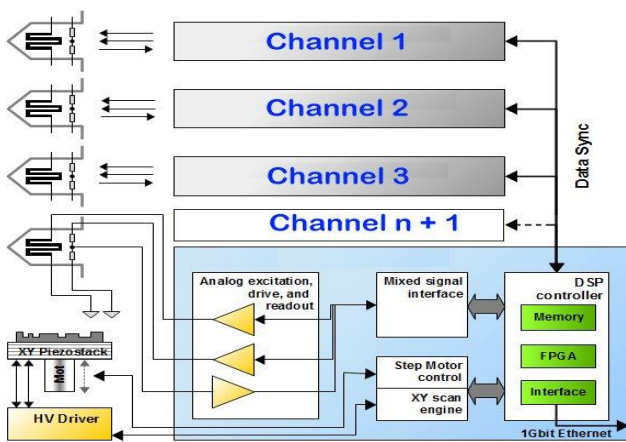 Channel 1
Channel 2
Channel 3
Channel n + 1
Data Sync
Analog excitation,
drive, and
readout
Mixed signal
interface
DSP
controller
Memory
FPGA
Interface
Step Motor
control
XY scan
engine
XY Piezostack
Mot
HV Driver
1Gbit Ethernet